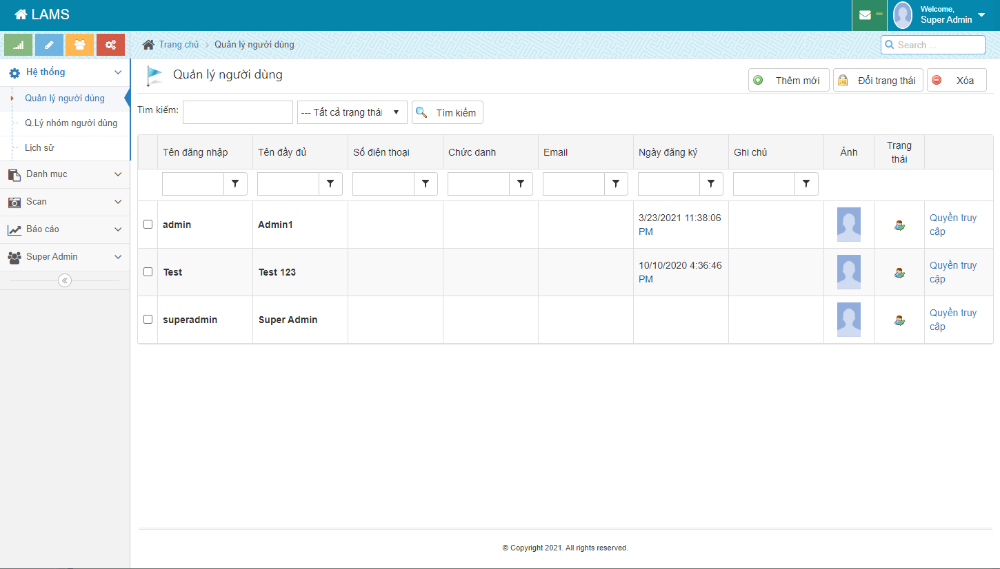 LAMS
Welcome,
Super Admin
Trang chủ
Quản lý người dùng
Search ...
Hệ thống
Quản lý người dùng
Q.Lý nhóm người dùng
Lịch sử
Danh mục
Scan
Báo cáo
Super Admin
Quản lý người dùng
Thêm mới
Đổi trạng thái
Xóa
Tìm kiếm:
--- Tất cả trạng thái
Tìm kiếm
Tên đăng nhập
Tên đầy đủ
Số điện thoại
Chức danh
Email
Ngày đăng ký
Ghi chú
Ảnh
Trạng
thái
admin
Admin1
3/23/2021 11:38:06
PM
Quyền truy
cập
Test
Test 123
10/10/2020 4:36:46
PM
Quyền truy
cập
superadmin
Super Admin
Quyền truy
cập
© Copyright 2021. All rights reserved.